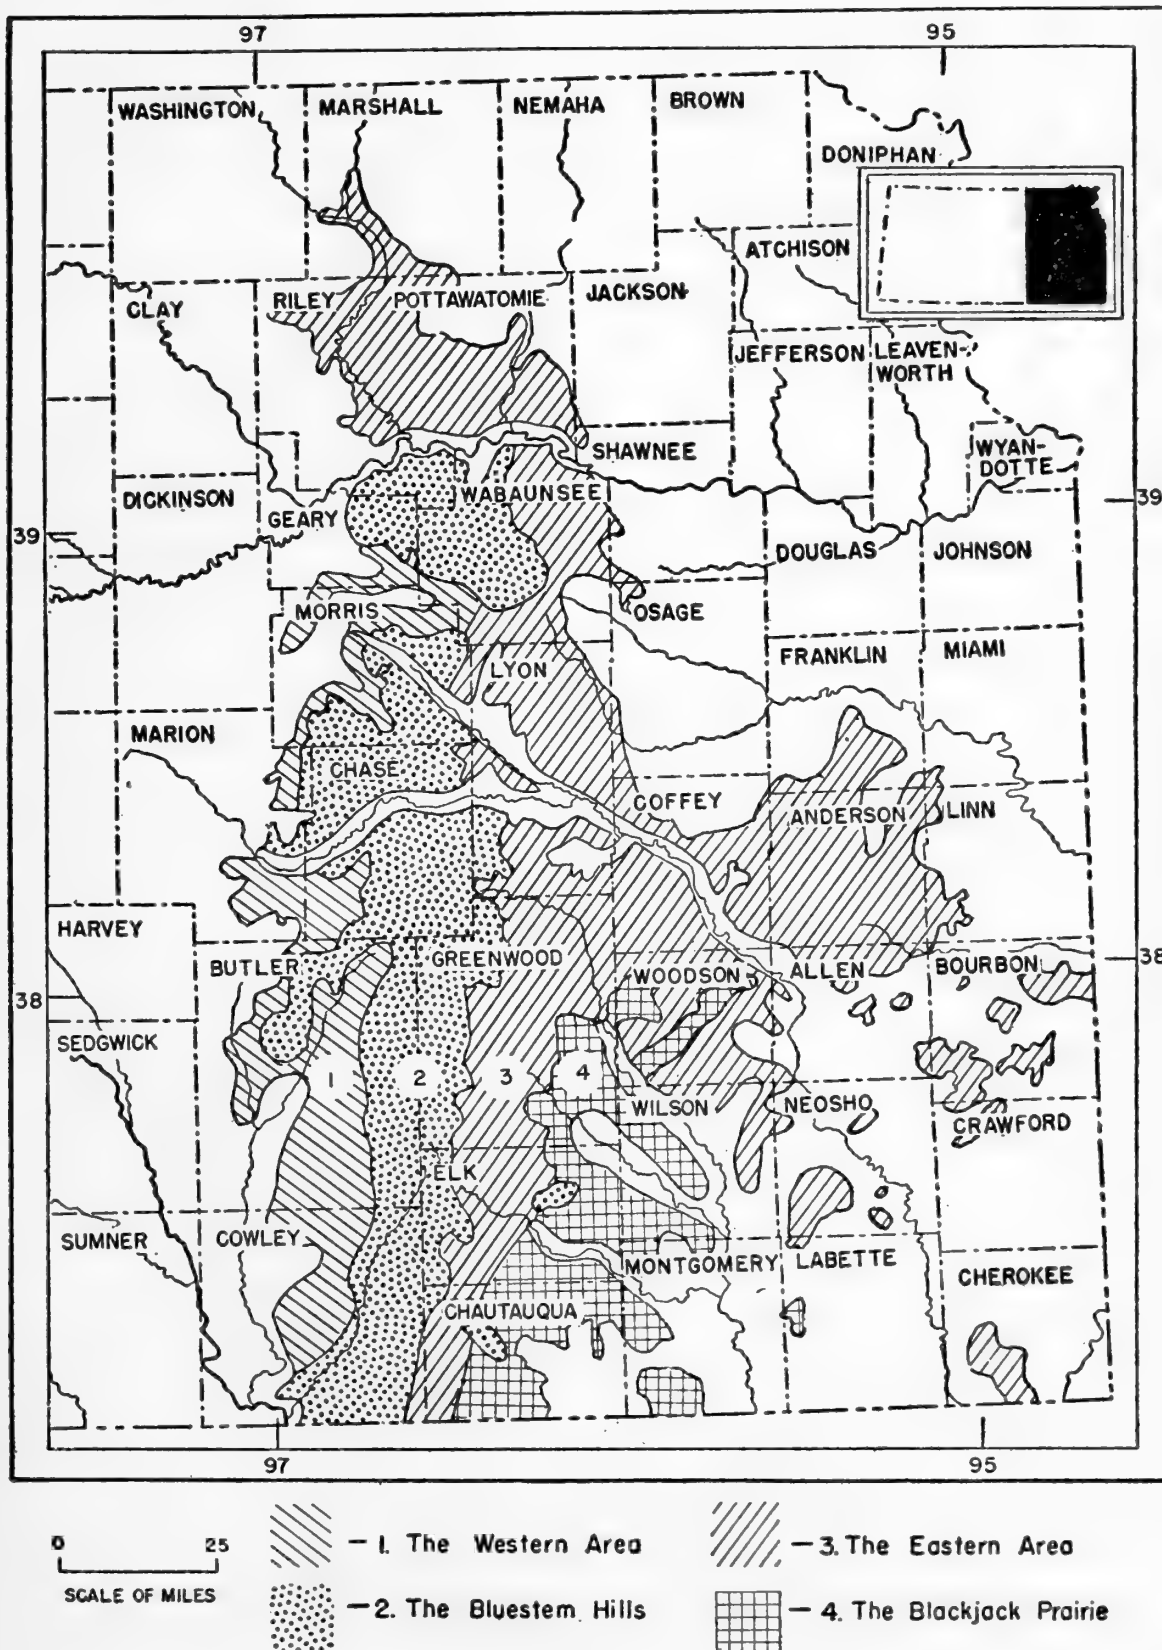 97 95
WASHINGTON MARSHALL NEMAHA BROWN
DONIPHAN
ATCHISON
CLAY RILEY POTTAWATOMIE JACKSON
JEFFERSON LEAVEN-
WORTH
SHAWNEE WYAN-
DOTTE
DICKINSON GEARY WABAUNSEE
39 39
DOUGLAS JOHNSON
MORRIS OSAGE
LYON FRANKLIN MIAMI
MARION
CHASE COFFEY ANDERSON LINN
HARVEY
BUTLER GREENWOOD WOODSON ALLEN BOURBON
38 38
SEDGWICK
1 2 3 4
WILSON NEOSHO CRAWFORD
ELK
SUMNER COWLEY MONTGOMERY LABETTE
CHEROKEE
CHAUTAUQUA
97 95
0 25
SCALE OF MILES
– 1. The Western Area
– 2. The Bluestem Hills
– 3. The Eastern Area
– 4. The Blackjack Prairie